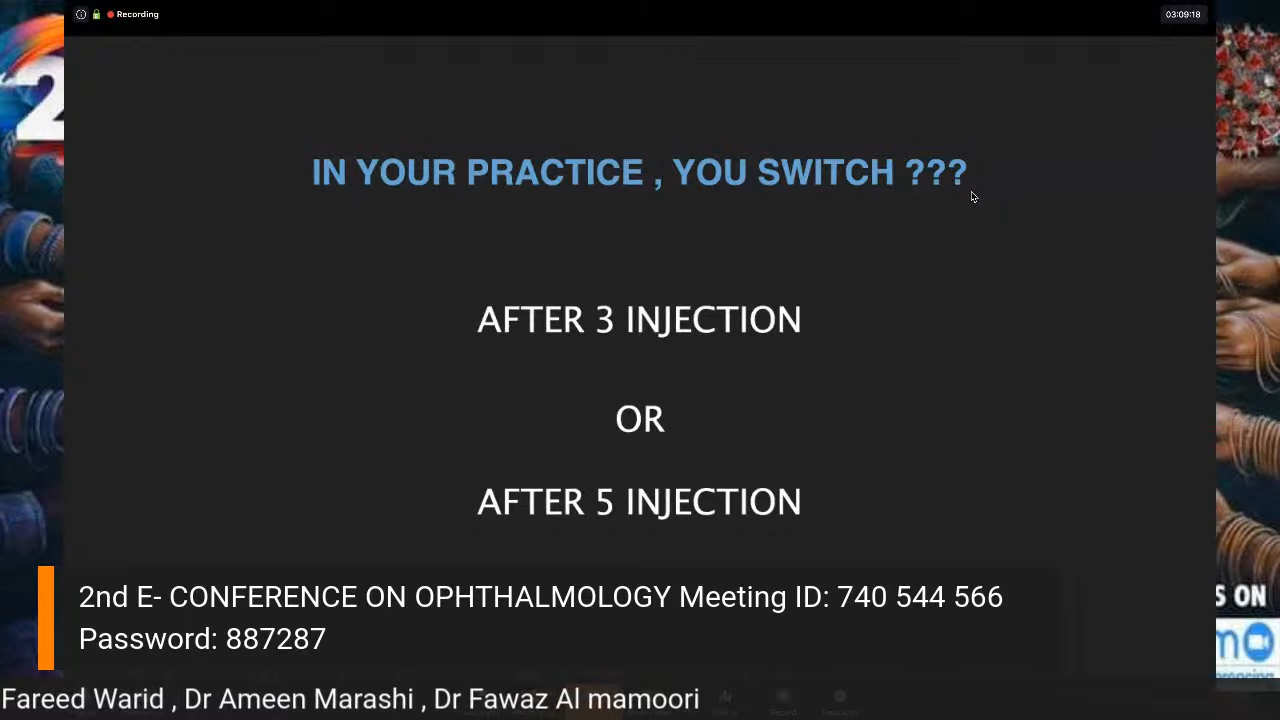 Recording
03:09:18
2
IN YOUR PRACTICE , YOU SWITCH ???
AFTER 3 INJECTION
OR
AFTER 5 INJECTION
S ON
2nd E- CONFERENCE ON OPHTHALMOLOGY Meeting ID: 740 544 566
Password: 887287
m
Fareed Warid , Dr Ameen Marashi , Dr Fawaz Al mamoori